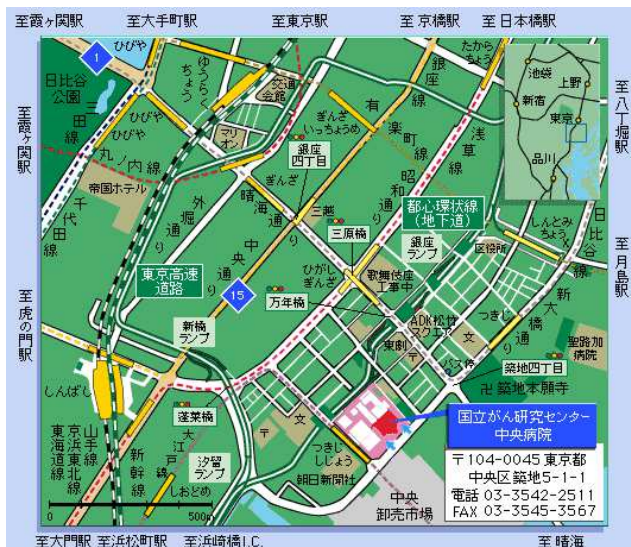 至霞ヶ関駅
至大手町駅
至東京駅
至京橋駅
至日本橋駅
1
ひびや
日比谷
公園
三田線
ゆうらくちょう
交通
会館
銀座線
たから
ちょう
池袋
上野
新宿
東京
品川
至霞ヶ関駅
至八丁堀駅
ひびや
ひびや
マリ
オン
有楽町線
ぎんざ
いっちょうめ
浅草線
丸ノ内線
銀座
四丁目
ぎんざ
昭和通り
帝国ホテル
千代田線
外堀通り
晴海通り
三越
都心環状線
(地下道)
しんとみ
ちょう
日比谷線
中央通り
三原橋
銀座
ランプ
区役所
至月島駅
東京高速
道路
15
ひがし
ぎんざ
歌舞伎座
工事中
新大橋通り
至虎の門駅
万年橋
ADK松竹
スクエア
つきじ
新橋
ランプ
東劇
文
聖路加
病院
〒
バス停
築地四丁目
しんばし
卍築地本願寺
蓬莱橋
国立がん研究センター
中央病院
山手線
京浜東北線
東海道線
新幹線
大江戸線
汐留
ランプ
〒
文
つきじ
しじょう
〒104-0045 東京都
中央区築地5-1-1
電話 03-3542-2511
FAX 03-3545-3567
しおどめ
朝日新聞社
中央
卸売市場
0
500m
至大門駅
至浜松町駅
至浜崎橋I.C.
至晴海